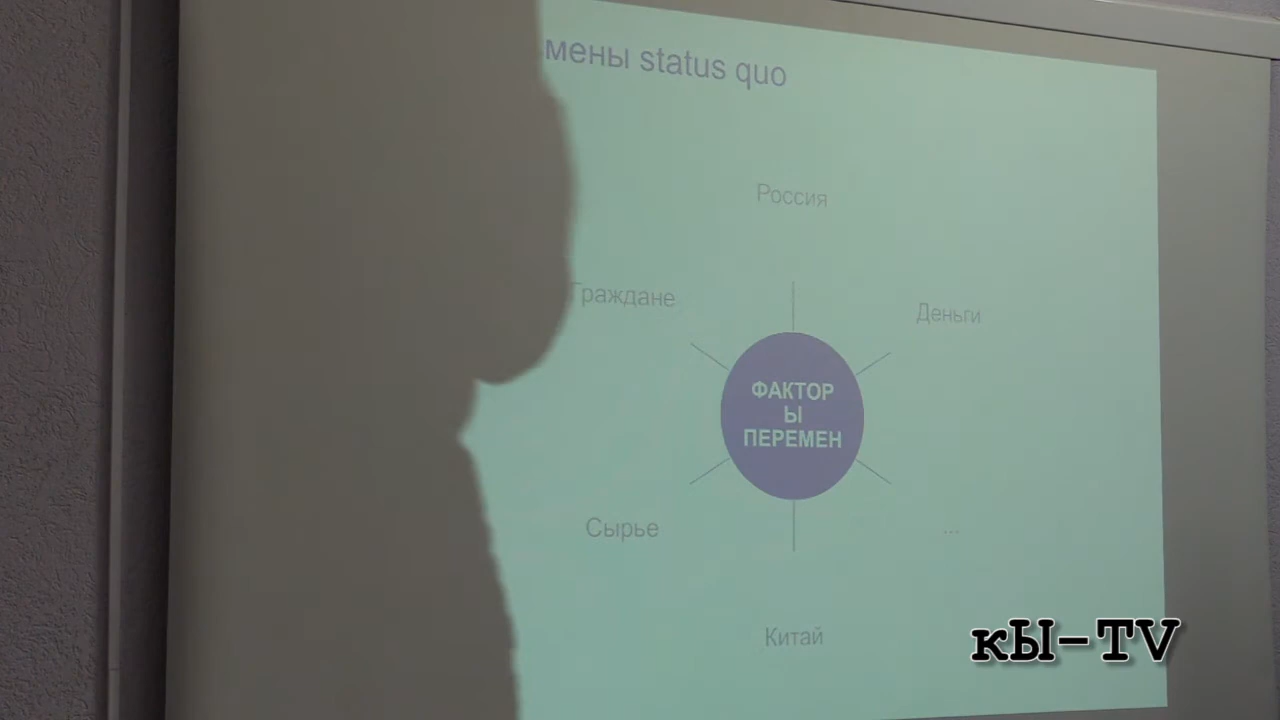 мены status quo
Россия
Граждане
Деньги
ФАКТОР
Ы
ПЕРЕМЕН
Сырье
...
Китай
кЫ-TV